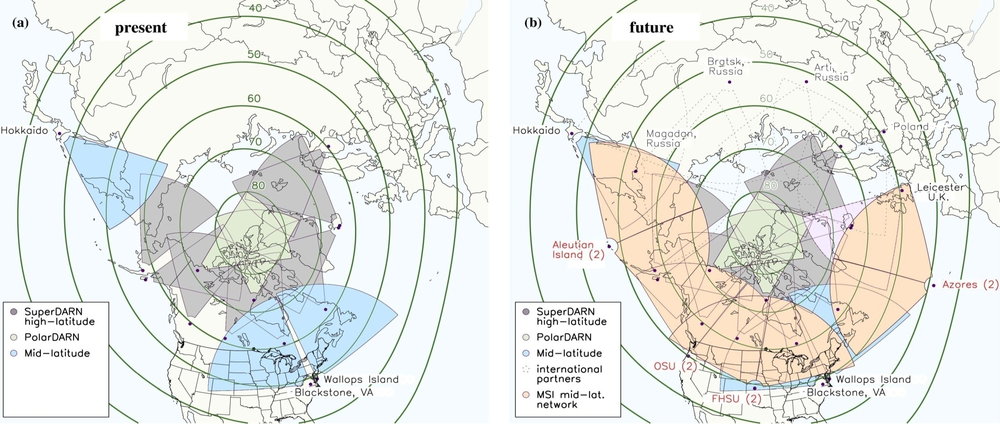 (a)
present
40
50
60
70
80
Hokkaido
SuperDARN
high-latitude
PolarDARN
Mid-latitude
Wallops Island
Blackstone, VA
(b)
future
40
50
Bratsk,
Russia
Arti,
Russia
60
Poland
Hokkaido
Magadan,
Russia
70
80
Leicester
U.K.
Aleutian
Island (2)
Azores (2)
SuperDARN
high-latitude
PolarDARN
Mid-latitude
international
partners
MSI mid-lat.
network
OSU (2)
Wallops Island
Blackstone, VA
FHSU (2)